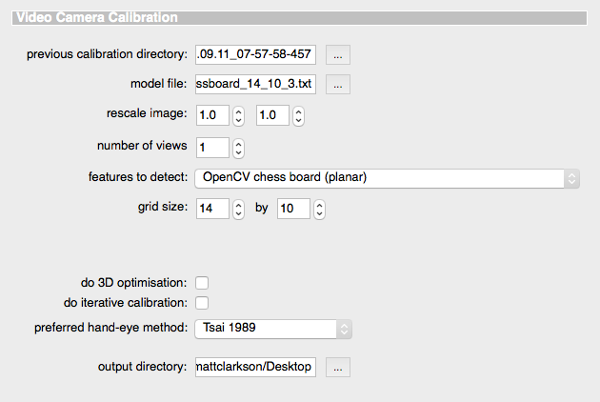 Video Camera Calibration
previous calibration directory: .09.11_07-57-58-457 ...
model file: ssboard_14_10_3.txt ...
rescale image: 1.0 1.0
number of views 1
features to detect: OpenCV chess board (planar)
grid size: 14 by 10
do 3D optimisation:
do iterative calibration:
preferred hand-eye method: Tsai 1989
output directory: mattclarkson/Desktop ...